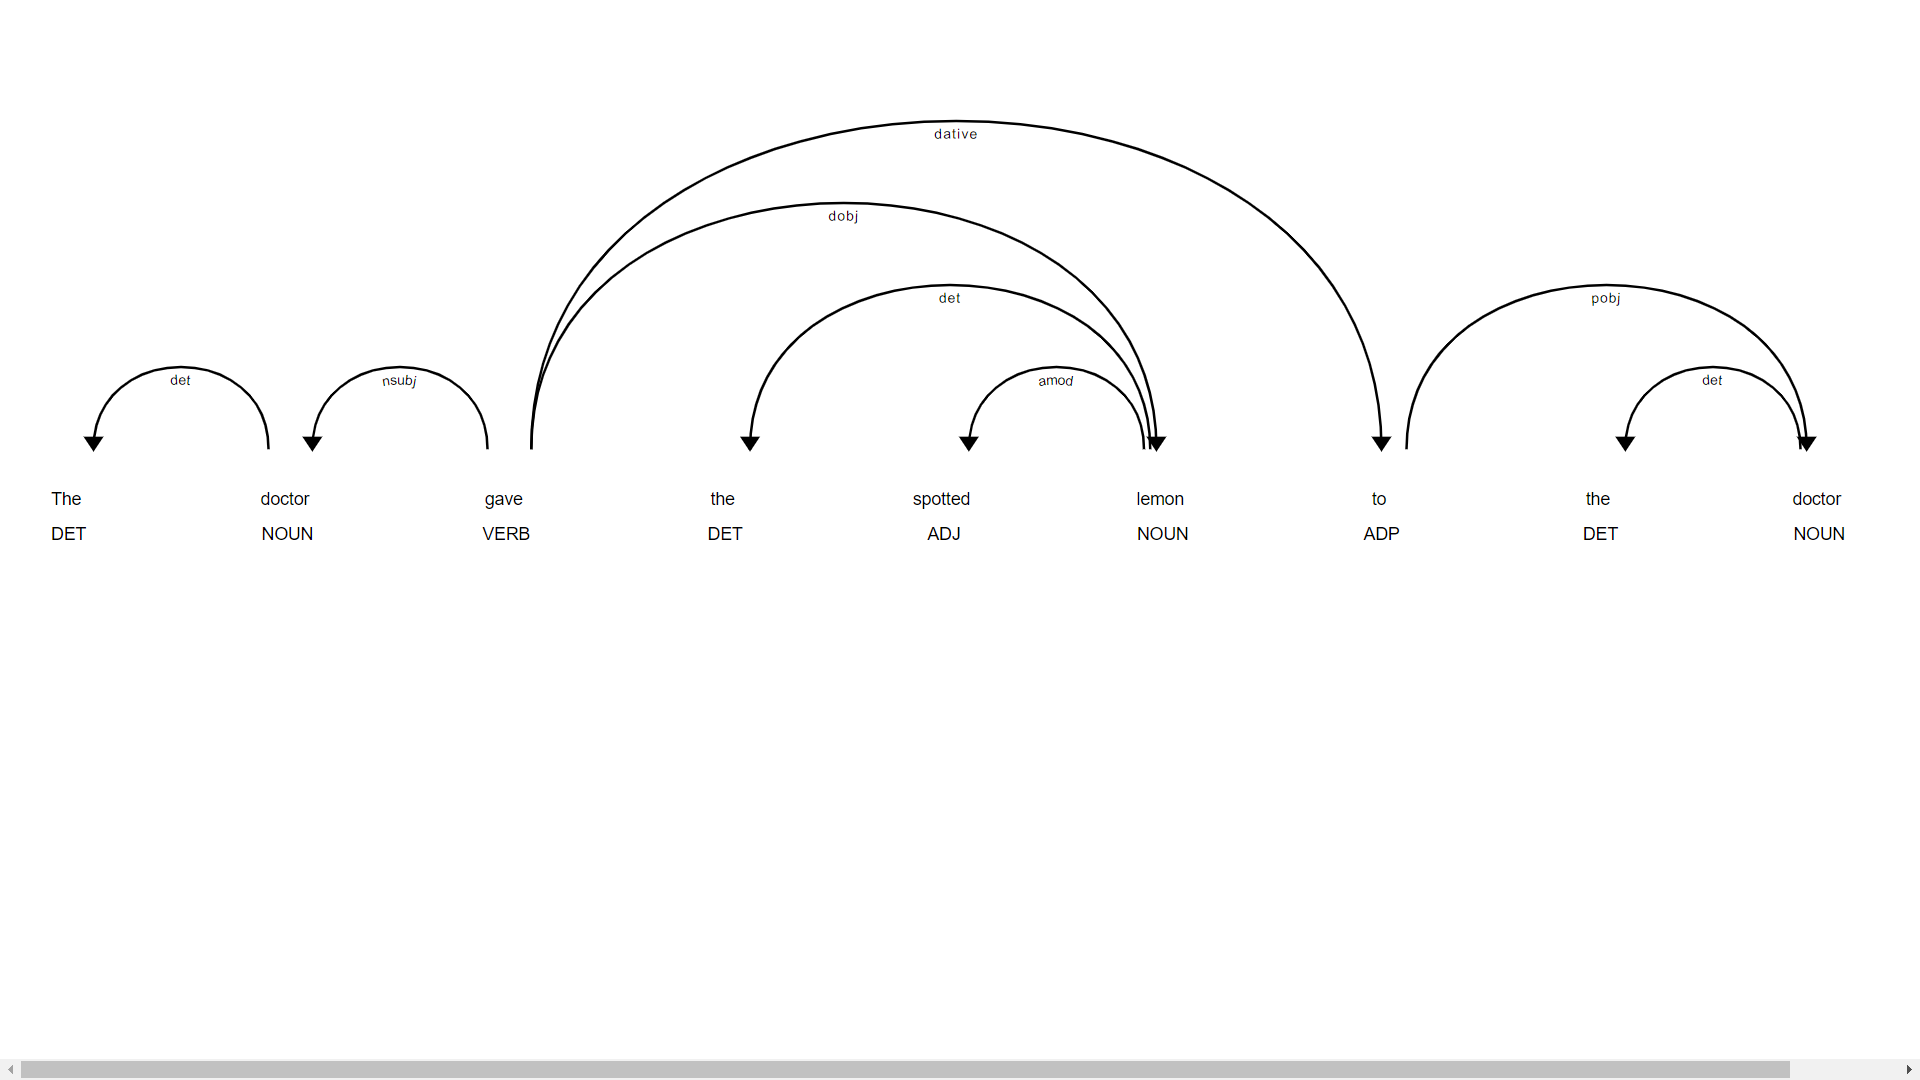 dative
dobj
det pobj
det nsubj amod det
The doctor gave the spotted lemon to the doctor
DET NOUN VERB DET ADJ NOUN ADP DET NOUN